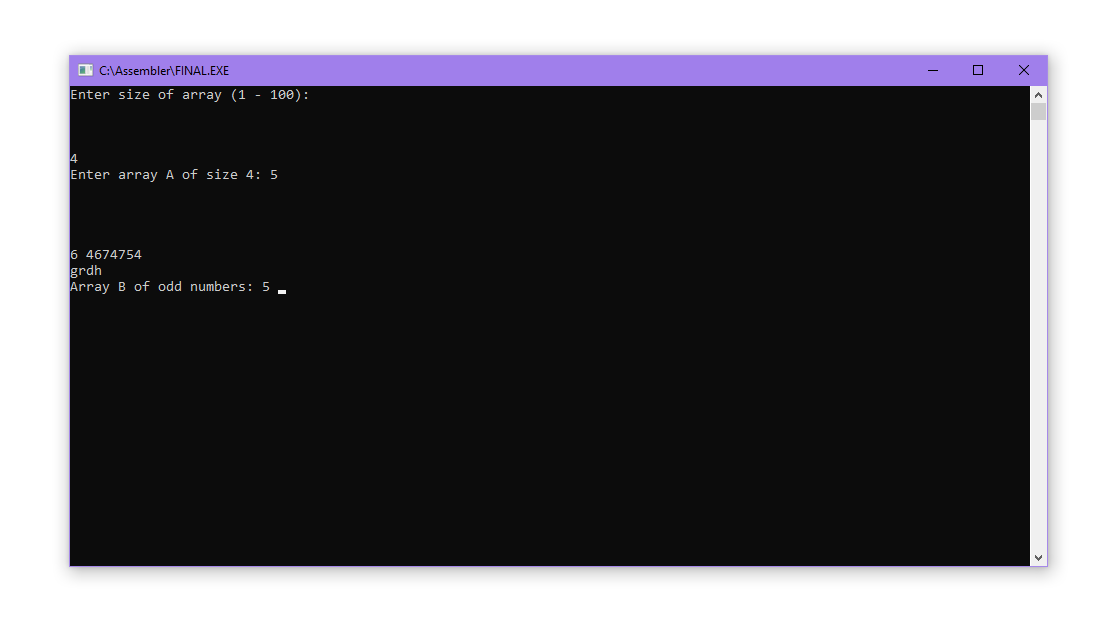 C:\Assembler\FINAL.EXE
Enter size of array (1 - 100):
4
Enter array A of size 4: 5
6 4674754
grdh
Array B of odd numbers: 5